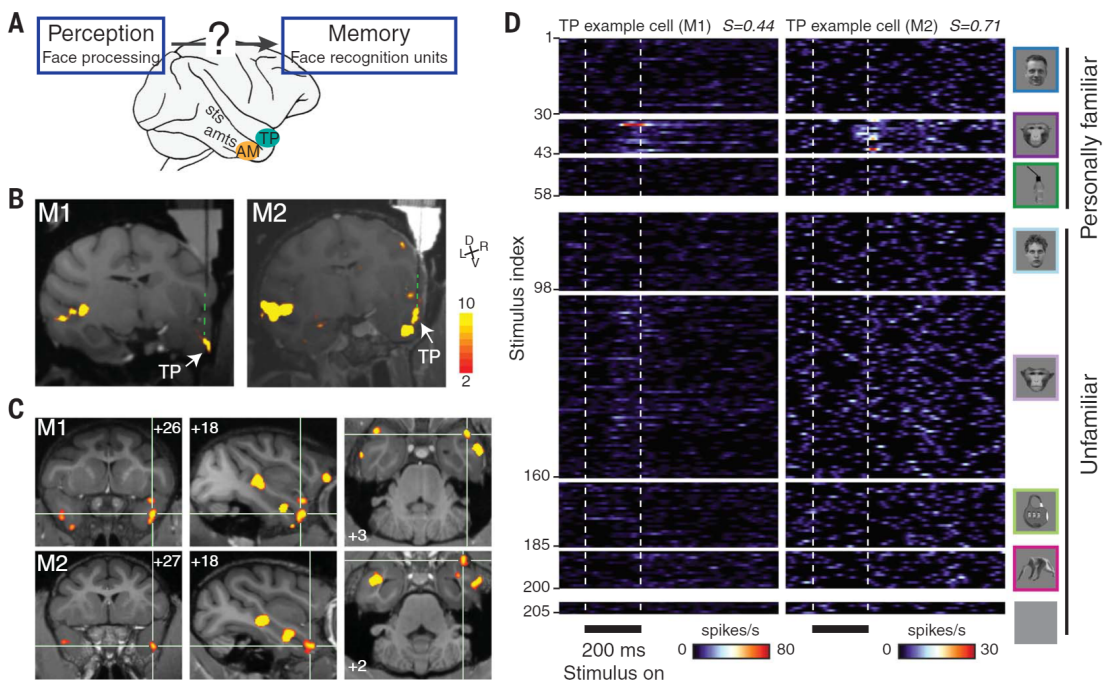 A
Perception
Face processing
?
Memory
Face recognition units
sts
amts
AM
TP
B
M1
TP
M2
TP
D
L R
V
10
2
C
M1
+26
+18
+3
M2
+27
+18
+2
D
TP example cell (M1) S=0.44
TP example cell (M2) S=0.71
Stimulus index
1
30
43
58
98
160
185
200
205
Personally familiar
Unfamiliar
200 ms
Stimulus on
spikes/s
0 80
spikes/s
0 30